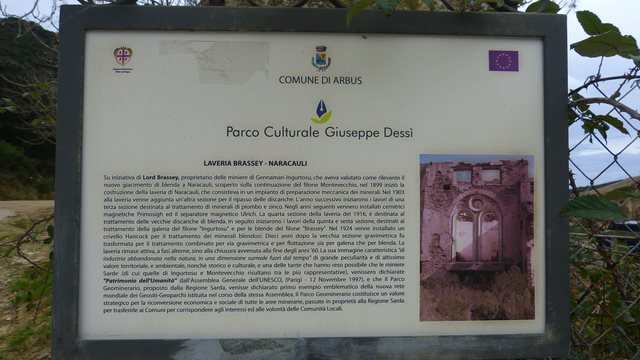 COMUNE DI ARBUS
Parco Culturale Giuseppe Dessì
LAVERIA BRASSEY - NARACAULI
Su iniziativa di Lord Brassey, proprietario delle miniere di Gennamari-Ingurtosu, che aveva valutato come rilevante il
nuovo giacimento di blenda a Naracauli, scoperto sulla continuazione del filone Montevecchio, nel 1899 iniziò la
costruzione della laveria di Naracauli, che consisteva in un impianto di preparazione meccanica dei minerali. Nel 1903
alla laveria venne aggiunta un'altra sezione per il ripasso delle discariche. L'anno successivo iniziarono i lavori di una
terza sezione destinata al trattamento di minerali di piombo e zinco. Negli anni seguenti vennero installati cernitrici
magnetiche Primosigh ed il separatore magnetico Ulrich. La quarta sezione della laveria del 1916, è destinata al
trattamento delle vecchie discariche di blenda. In seguito iniziarono i lavori della quinta e sesta sezione, destinati al
trattamento della galena del filone "Ingurtosu" e per le blende del filone "Brassey". Nel 1924 venne installato un
crivello Hancock per il trattamento dei minerali blendosi. Dieci anni dopo la vecchia sezione gravimetrica fu
trasformata per il trattamento combinato per via gravimetrica e per flottazione sia per galena che per blenda. La
laveria rimase attiva, a fasi alterne, sino alla chiusura avvenuta alla fine degli anni '60. La sua immagine caratteristica "di
industria abbandonata nella natura, in una dimensione surreale fuori dal tempo" di grande peculiarità e di altissimo
valore territoriale, e ambientale, nonché storico e culturale, e una delle tante che hanno reso possibile che le miniere
Sarde (di cui quelle di Ingurtosu e Montevecchio risultano tra le più rappresentative), venissero dichiarate
"Patrimonio dell'Umanità" dall'Assemblea Generale dell'UNESCO, (Parigi - 12 Novembre 1997), e che il Parco
Geominerario, proposto dalla Regione Sarda, venisse dichiarato primo esempio emblematico della nuova rete
mondiale dei Geositi-Geoparchi istituita nel corso della stessa Assemblea. Il Parco Geominerario costituisce un valore
strategico per la riconversione economica e sociale di tutte le aree minerarie, passate in proprietà alla Regione Sarda
per trasferirle ai Comuni per corrispondere agli interessi ed alle volontà delle Comunità Locali.